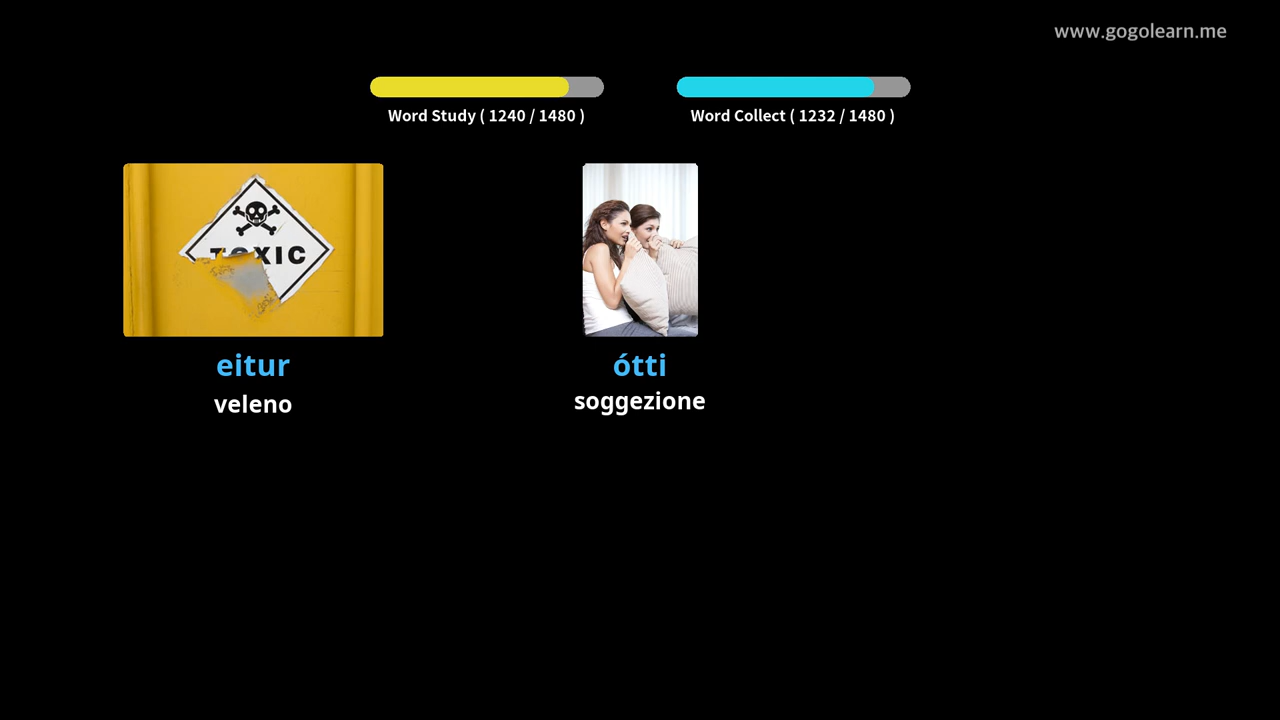 www.gogolearn.me
Word Study ( 1240 / 1480 )
Word Collect ( 1232 / 1480 )
TOXIC
eitur
ótti
veleno
soggezione